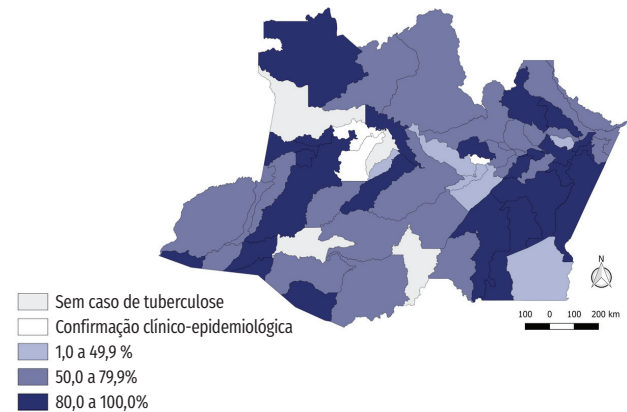 N
Sem caso de tuberculose
Confirmação clínico-epidemiológica
1,0 a 49,9 %
50,0 a 79,9%
80,0 a 100,0%
100 0 100 200 km